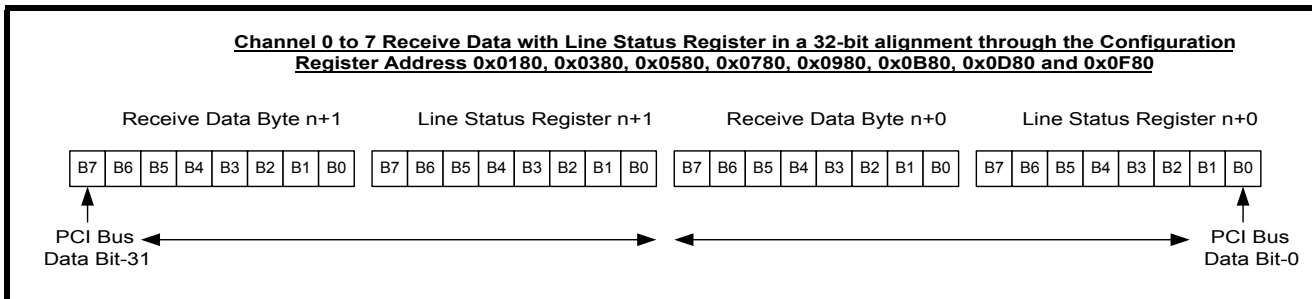 Channel 0 to 7 Receive Data with Line Status Register in a 32-bit alignment through the Configuration
Register Address 0x0180, 0x0380, 0x0580, 0x0780, 0x0980, 0x0B80, 0x0D80 and 0x0F80
Receive Data Byte n+1 Line Status Register n+1 Receive Data Byte n+0 Line Status Register n+0
B7 B6 B5 B4 B3 B2 B1 B0 B7 B6 B5 B4 B3 B2 B1 B0 B7 B6 B5 B4 B3 B2 B1 B0 B7 B6 B5 B4 B3 B2 B1 B0
PCI Bus PCI Bus
Data Bit-31 Data Bit-0